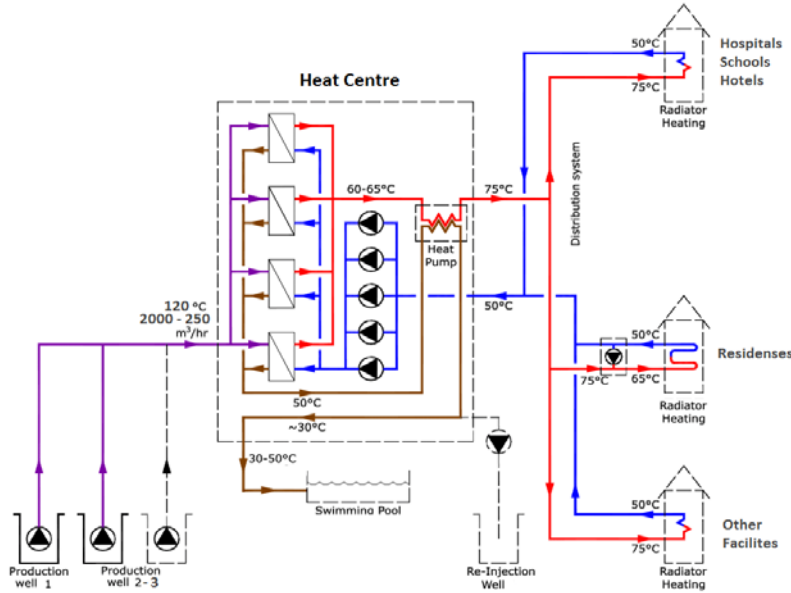 Heat Centre
50°C
Hospitals
Schools
Hotels
75°C
Radiator
Heating
60-65°C
75°C
Distribution system
Heat
Pump
120 °C
2000 - 250
m³/hr
50°C
50°C
Residenses
75°C
65°C
Radiator
Heating
50°C
~30°C
30-50°C
Swimming Pool
50°C
Other
Facilites
75°C
Production
well 1
Production
well 2-3
Re-Injection
Well
Radiator
Heating